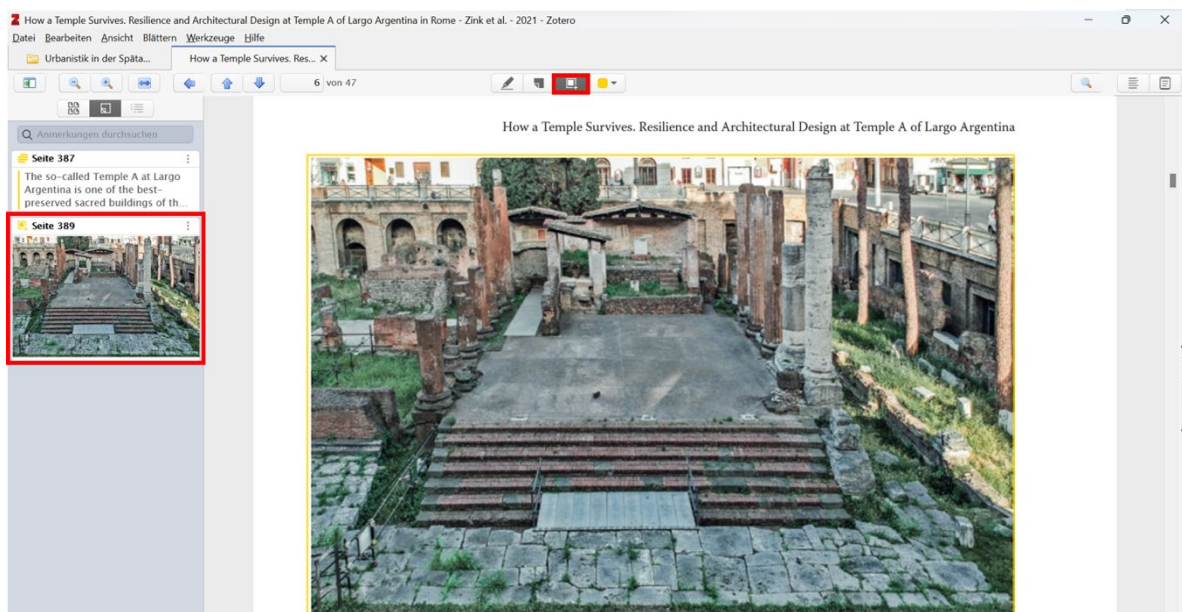 How a Temple Survives. Resilience and Architectural Design at Temple A of Largo Argentina in Rome - Zink et al. - 2021 - Zotero
Datei Bearbeiten Ansicht Blättern Werkzeuge Hilfe
Urbanistik in der Späta...
How a Temple Survives. Res...
6 von 47
Anmerkungen durchsuchen
Seite 387
The so-called Temple A at Largo
Argentina is one of the best-
preserved sacred buildings of th...
Seite 389
How a Temple Survives. Resilience and Architectural Design at Temple A of Largo Argentina